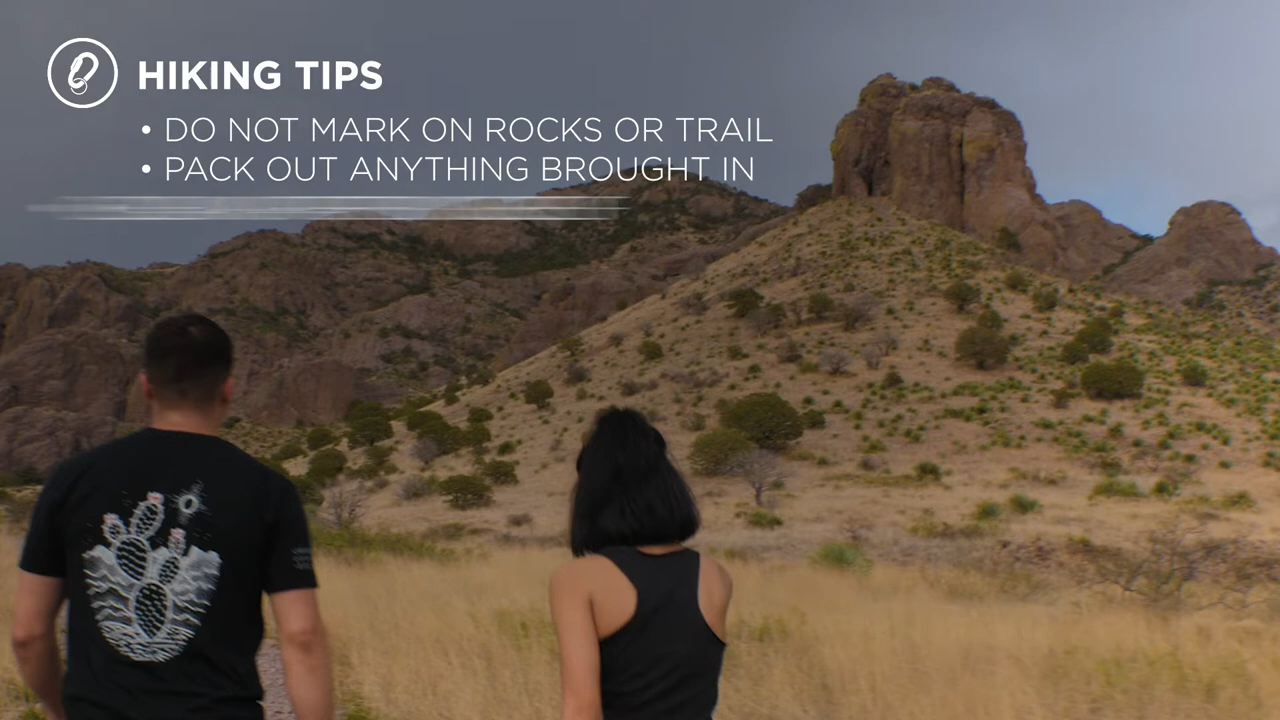 HIKING TIPS
• DO NOT MARK ON ROCKS OR TRAIL
• PACK OUT ANYTHING BROUGHT IN